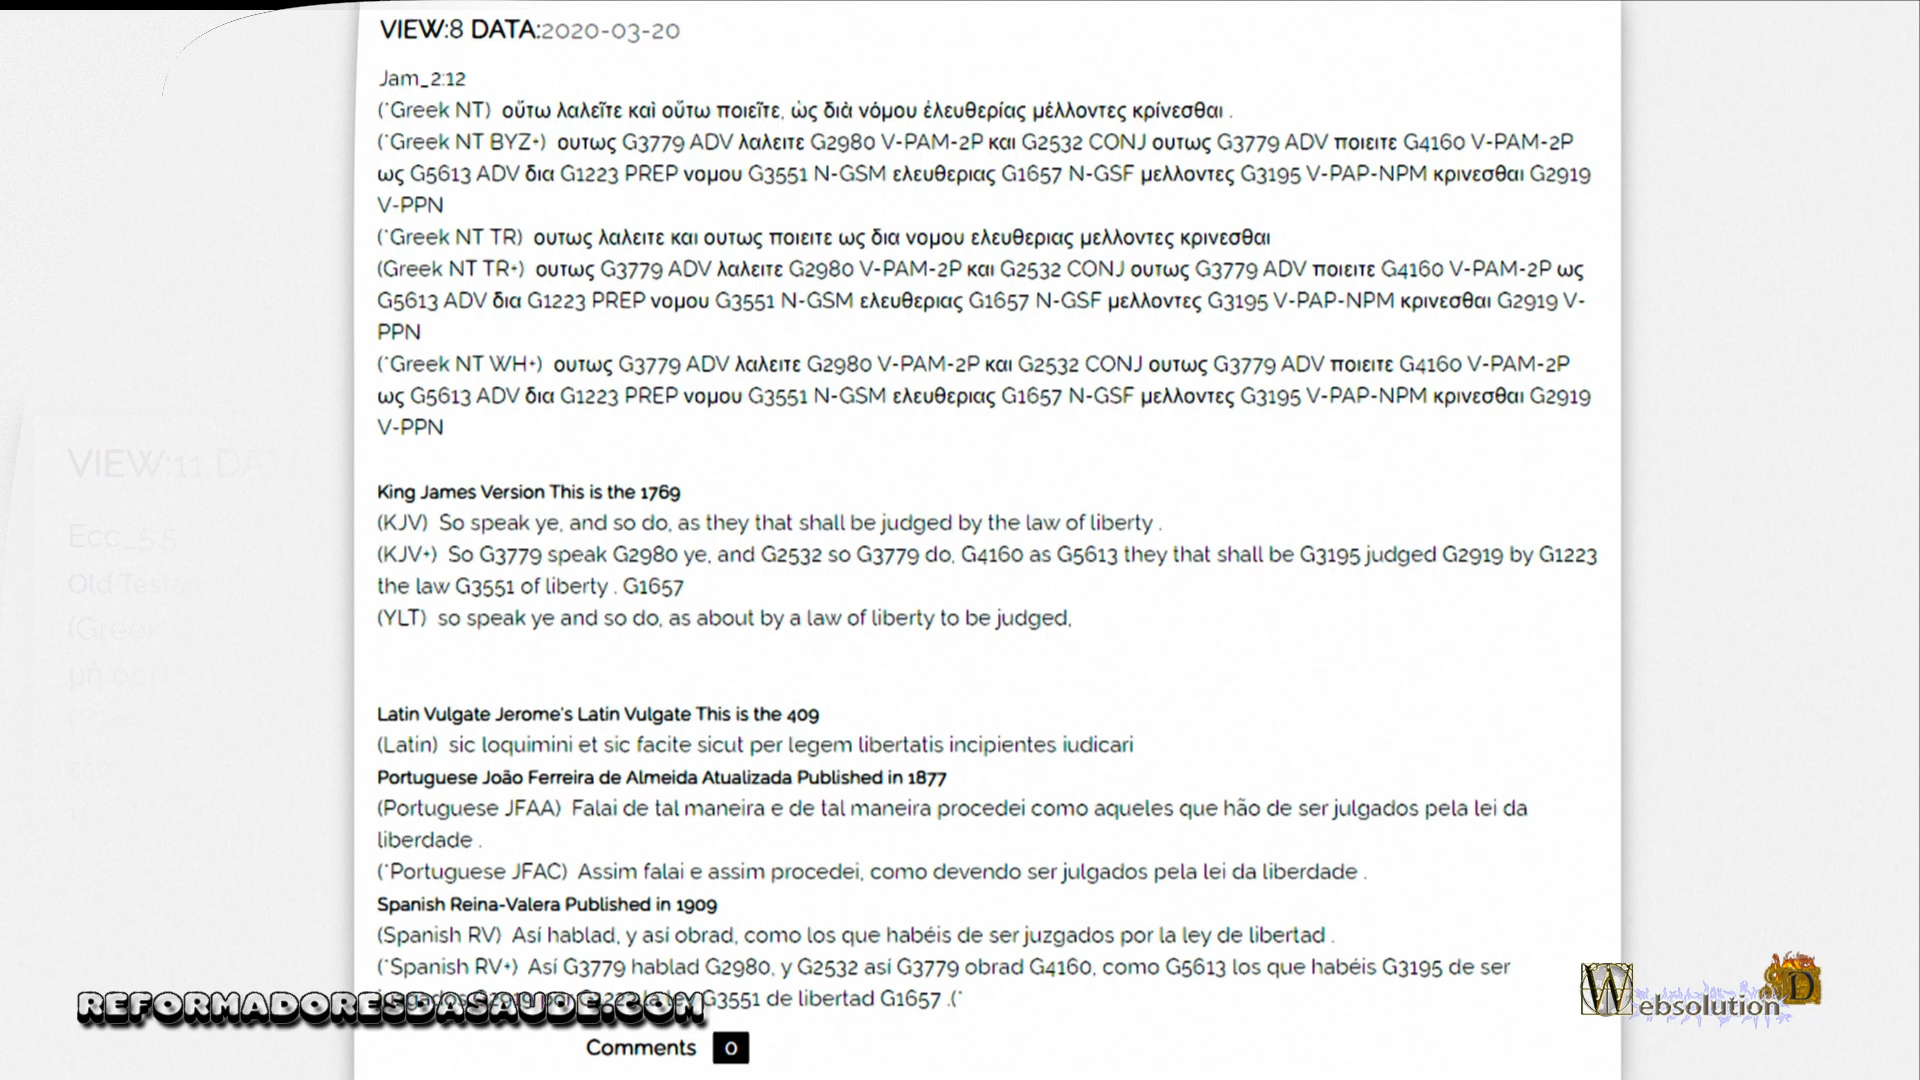 VIEW:8 DATA:2020-03-20
Jam_2:12
(*Greek NT) οὕτω λαλεῖτε καὶ οὕτω ποιεῖτε, ὡς διὰ νόμου ἐλευθερίας μέλλοντες κρίνεσθαι .
(*Greek NT BYZ+) ουτως G3779 ADV λαλειτε G2980 V-PAM-2P και G2532 CONJ ουτως G3779 ADV ποιειτε G4160 V-PAM-2P
ως G5613 ADV δια G1223 PREP νομου G3551 N-GSM ελευθεριας G1657 N-GSF μελλοντες G3195 V-PAP-NPM κρινεσθαι G2919
V-PPN
(*Greek NT TR) ουτως λαλειτε και ουτως ποιειτε ως δια νομου ελευθεριας μελλοντες κρινεσθαι
(Greek NT TR+) ουτως G3779 ADV λαλειτε G2980 V-PAM-2P και G2532 CONJ ουτως G3779 ADV ποιειτε G4160 V-PAM-2P ως
G5613 ADV δια G1223 PREP νομου G3551 N-GSM ελευθεριας G1657 N-GSF μελλοντες G3195 V-PAP-NPM κρινεσθαι G2919 V-
PPN
(*Greek NT WH+) ουτως G3779 ADV λαλειτε G2980 V-PAM-2P και G2532 CONJ ουτως G3779 ADV ποιειτε G4160 V-PAM-2P
ως G5613 ADV δια G1223 PREP νομου G3551 N-GSM ελευθεριας G1657 N-GSF μελλοντες G3195 V-PAP-NPM κρινεσθαι G2919
V-PPN
VIEW:11 DAT
Ecc_5:5
Old Testa
(Gree
King James Version This is the 1769
(KJV) So speak ye, and so do, as they that shall be judged by the law of liberty .
(KJV+) So G3779 speak G2980 ye, and G2532 so G3779 do, G4160 as G5613 they that shall be G3195 judged G2919 by G1223
the law G3551 of liberty . G1657
(YLT) so speak ye and so do, as about by a law of liberty to be judged,
Latin Vulgate Jerome's Latin Vulgate This is the 409
(Latin) sic loquimini et sic facite sicut per legem libertatis incipientes iudicari
Portuguese João Ferreira de Almeida Atualizada Published in 1877
(Portuguese JFAA) Falai de tal maneira e de tal maneira procedei como aqueles que hão de ser julgados pela lei da
liberdade .
(*Portuguese JFAC) Assim falai e assim procedei, como devendo ser julgados pela lei da liberdade .
Spanish Reina-Valera Published in 1909
(Spanish RV) Así hablad, y así obrad, como los que habéis de ser juzgados por la ley de libertad .
(*Spanish RV+) Así G3779 hablad G2980, y G2532 así G3779 obrad G4160, como G5613 los que habéis G3195 de ser
juzgados G2919 por G1223 la ley G3551 de libertad G1657 .(*
REFORMADORESDASAUDE.COM
Websolution D
Comments 0